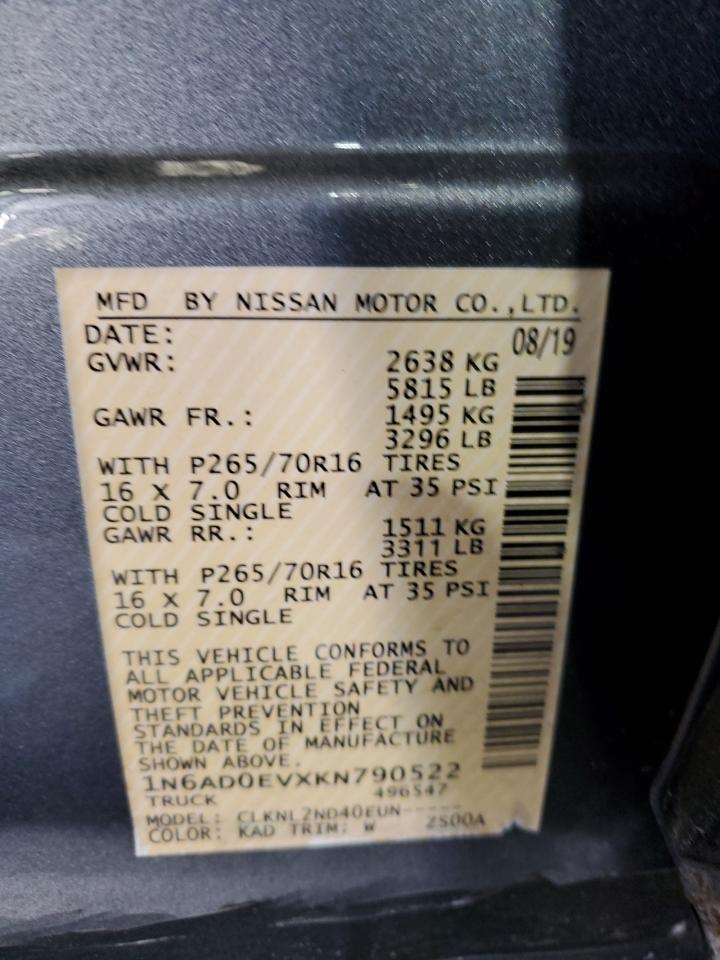 MFD BY NISSAN MOTOR CO.,LTD.
DATE: 08/19
GVWR: 2638 KG
5815 LB
GAWR FR.: 1495 KG
3296 LB
WITH P265/70R16 TIRES
16 X 7.0 RIM AT 35 PSI
COLD SINGLE
GAWR RR.: 1511 KG
3311 LB
WITH P265/70R16 TIRES
16 X 7.0 RIM AT 35 PSI
COLD SINGLE
THIS VEHICLE CONFORMS TO
ALL APPLICABLE FEDERAL
MOTOR VEHICLE SAFETY AND
THEFT PREVENTION
STANDARDS IN EFFECT ON
THE DATE OF MANUFACTURE
SHOWN ABOVE.
1N6AD0EVXKN790522
TRUCK 496547
MODEL: CLKNL2ND40EUN-----
COLOR: KAD TRIM: W 2S00A